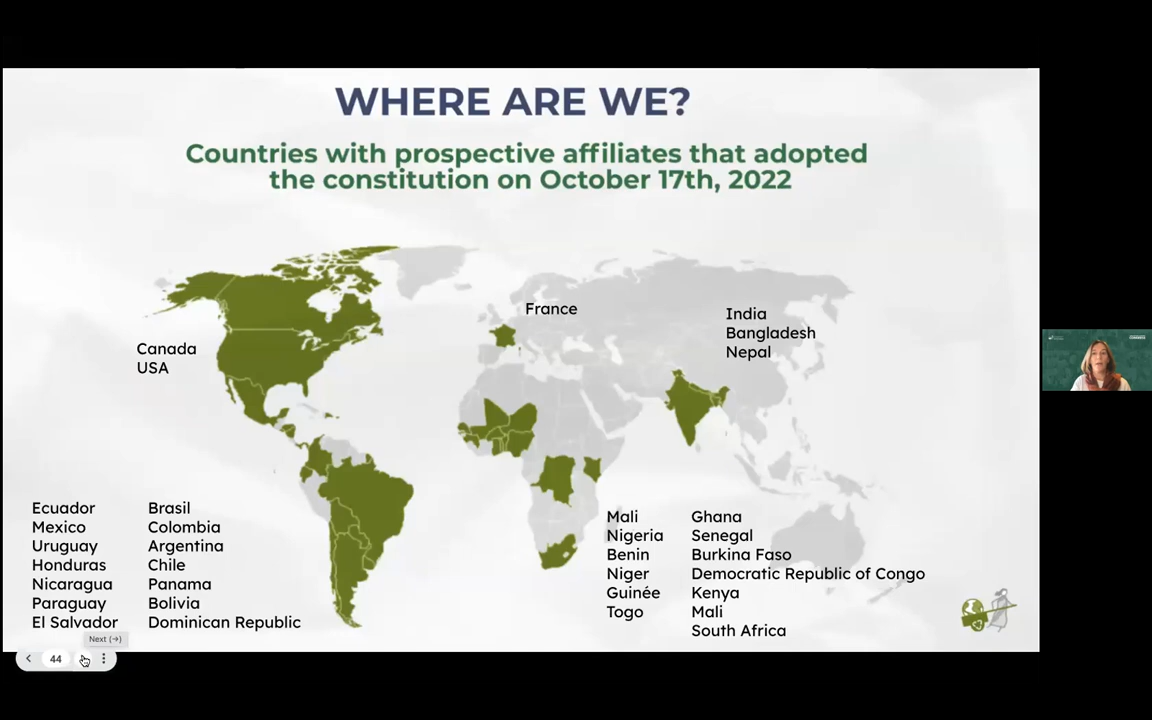 WHERE ARE WE?
Countries with prospective affiliates that adopted
the constitution on October 17th, 2022
France
India
Bangladesh
Nepal
Canada
USA
Ecuador
Mexico
Uruguay
Honduras
Nicaragua
Paraguay
El Salvador
Brasil
Colombia
Argentina
Chile
Panama
Bolivia
Dominican Republic
Mali
Nigeria
Benin
Niger
Guinée
Togo
Ghana
Senegal
Burkina Faso
Democratic Republic of Congo
Kenya
Mali
South Africa
Next (→)
44